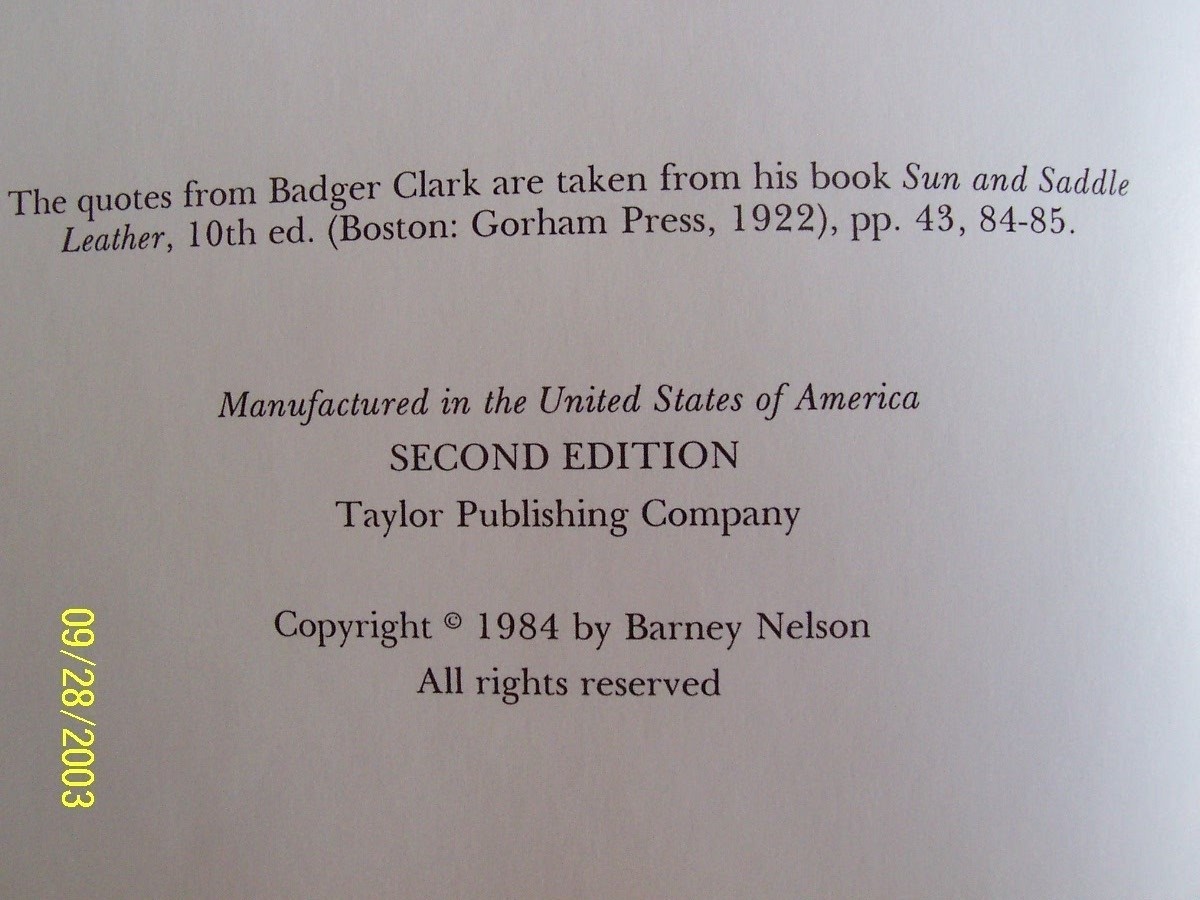 The quotes from Badger Clark are taken from his book Sun and Saddle
Leather, 10th ed. (Boston: Gorham Press, 1922), pp. 43, 84-85.
Manufactured in the United States of America
SECOND EDITION
Taylor Publishing Company
Copyright © 1984 by Barney Nelson
All rights reserved
09/28/2003